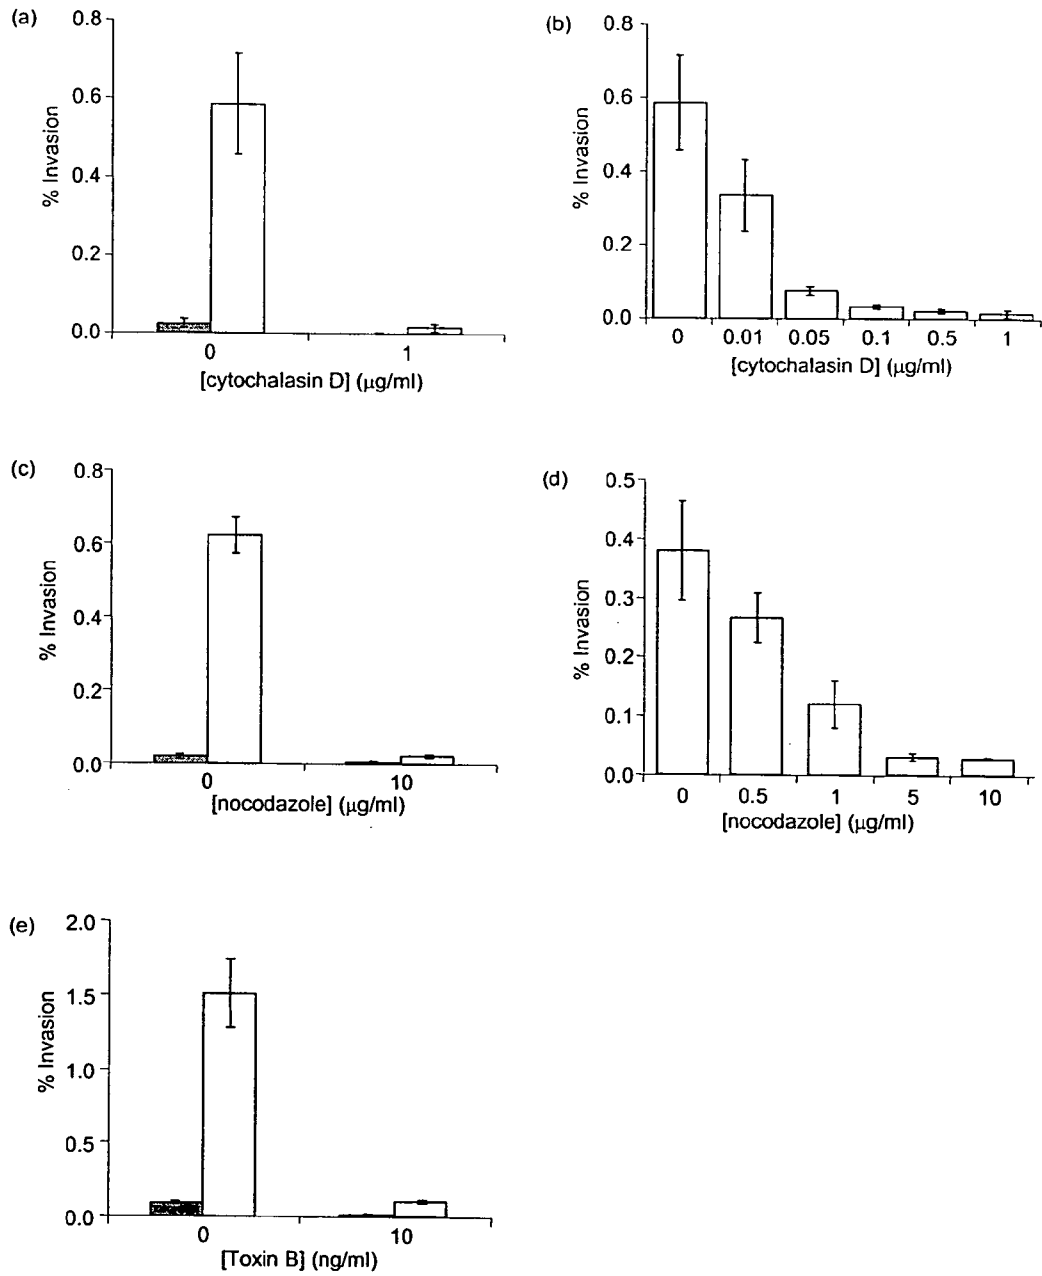 (a)
0.8
0.6
0.4
0.2
0.0
% Invasion
0 1
[cytochalasin D] (μg/ml)
(b)
0.8
0.6
0.4
0.2
0.0
% Invasion
0 0.01 0.05 0.1 0.5 1
[cytochalasin D] (μg/ml)
(c)
0.8
0.6
0.4
0.2
0.0
% Invasion
0 10
[nocodazole] (μg/ml)
(d)
0.5
0.4
0.3
0.2
0.1
0.0
% Invasion
0 0.5 1 5 10
[nocodazole] (μg/ml)
(e)
2.0
1.5
1.0
0.5
0.0
% Invasion
0 10
[Toxin B] (ng/ml)